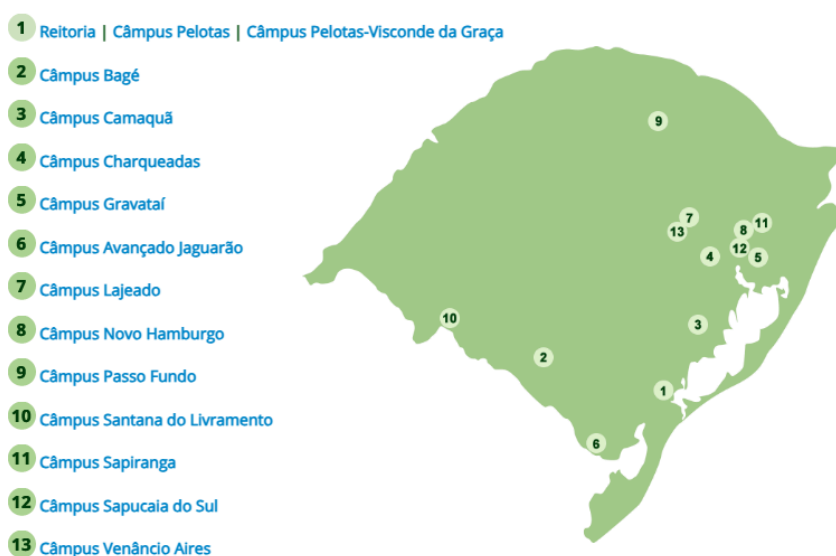 1 Reitoria | Câmpus Pelotas | Câmpus Pelotas-Visconde da Graça
2 Câmpus Bagé
3 Câmpus Camaquã
4 Câmpus Charqueadas
5 Câmpus Gravataí
6 Câmpus Avançado Jaguarão
7 Câmpus Lajeado
8 Câmpus Novo Hamburgo
9 Câmpus Passo Fundo
10 Câmpus Santana do Livramento
11 Câmpus Sapiranga
12 Câmpus Sapucaia do Sul
13 Câmpus Venâncio Aires
9
7
11
13
8
12
4
5
10
3
2
1
6